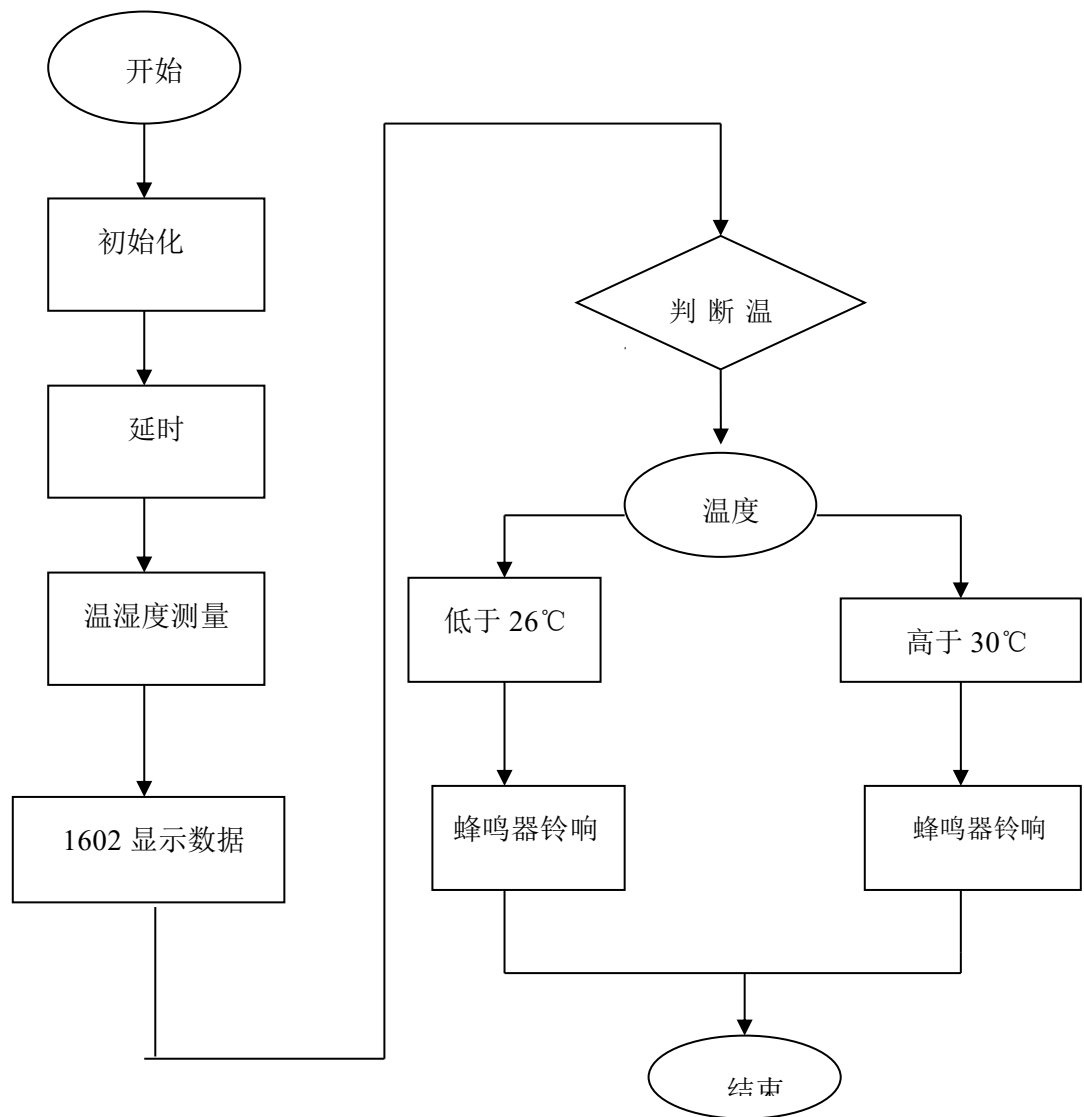 开始
初始化
延时
温湿度测量
1602 显示数据
判 断 温
温度
低于 26℃
高于 30℃
蜂鸣器铃响
蜂鸣器铃响
结束